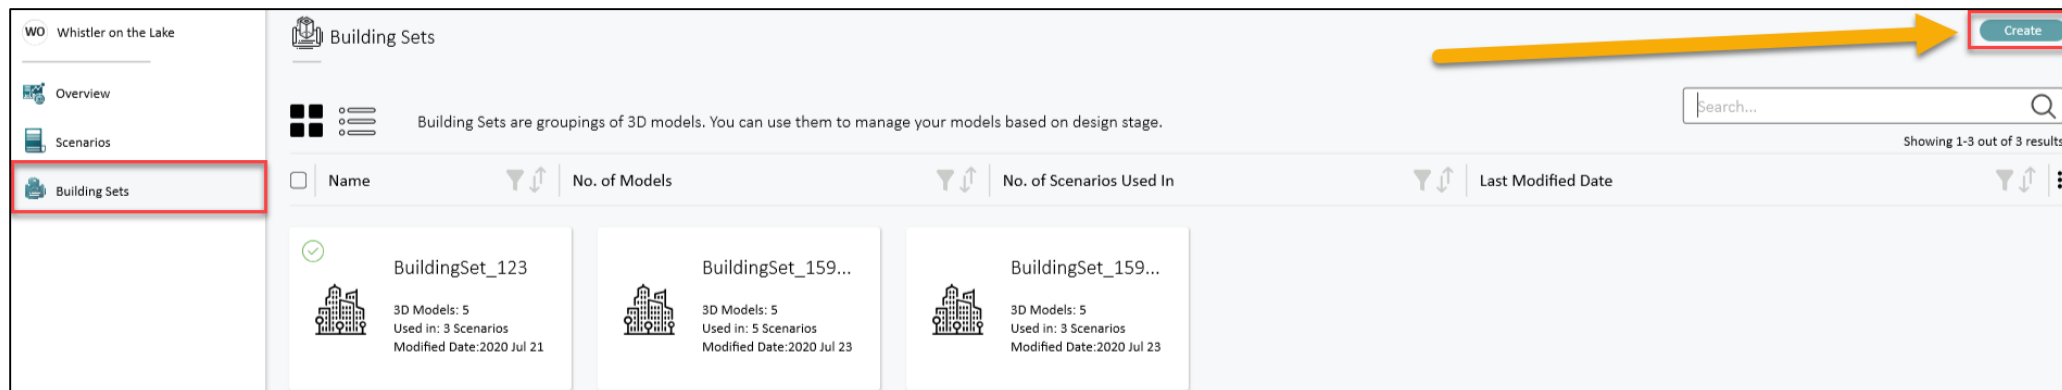 WO Whistler on the Lake
Overview
Scenarios
Building Sets
Building Sets
Create
Building Sets are groupings of 3D models. You can use them to manage your models based on design stage.
Search...
Showing 1-3 out of 3 results
Name No. of Models No. of Scenarios Used In Last Modified Date
BuildingSet_123
3D Models: 5
Used in: 3 Scenarios
Modified Date:2020 Jul 21
BuildingSet_159...
3D Models: 5
Used in: 5 Scenarios
Modified Date:2020 Jul 23
BuildingSet_159...
3D Models: 5
Used in: 3 Scenarios
Modified Date:2020 Jul 23